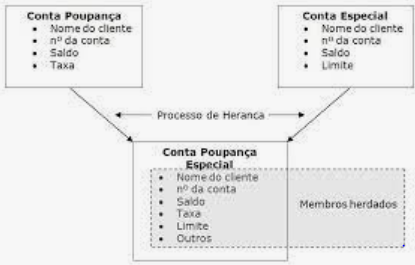 Conta Poupança
• Nome do cliente
• nº da conta
• Saldo
• Taxa
Conta Especial
• Nome do cliente
• nº da conta
• Saldo
• Limite
Processo de Heranca
Conta Poupança
Especial
• Nome do cliente
• nº da conta
• Saldo
• Taxa
• Limite
• Outros
Membros herdados